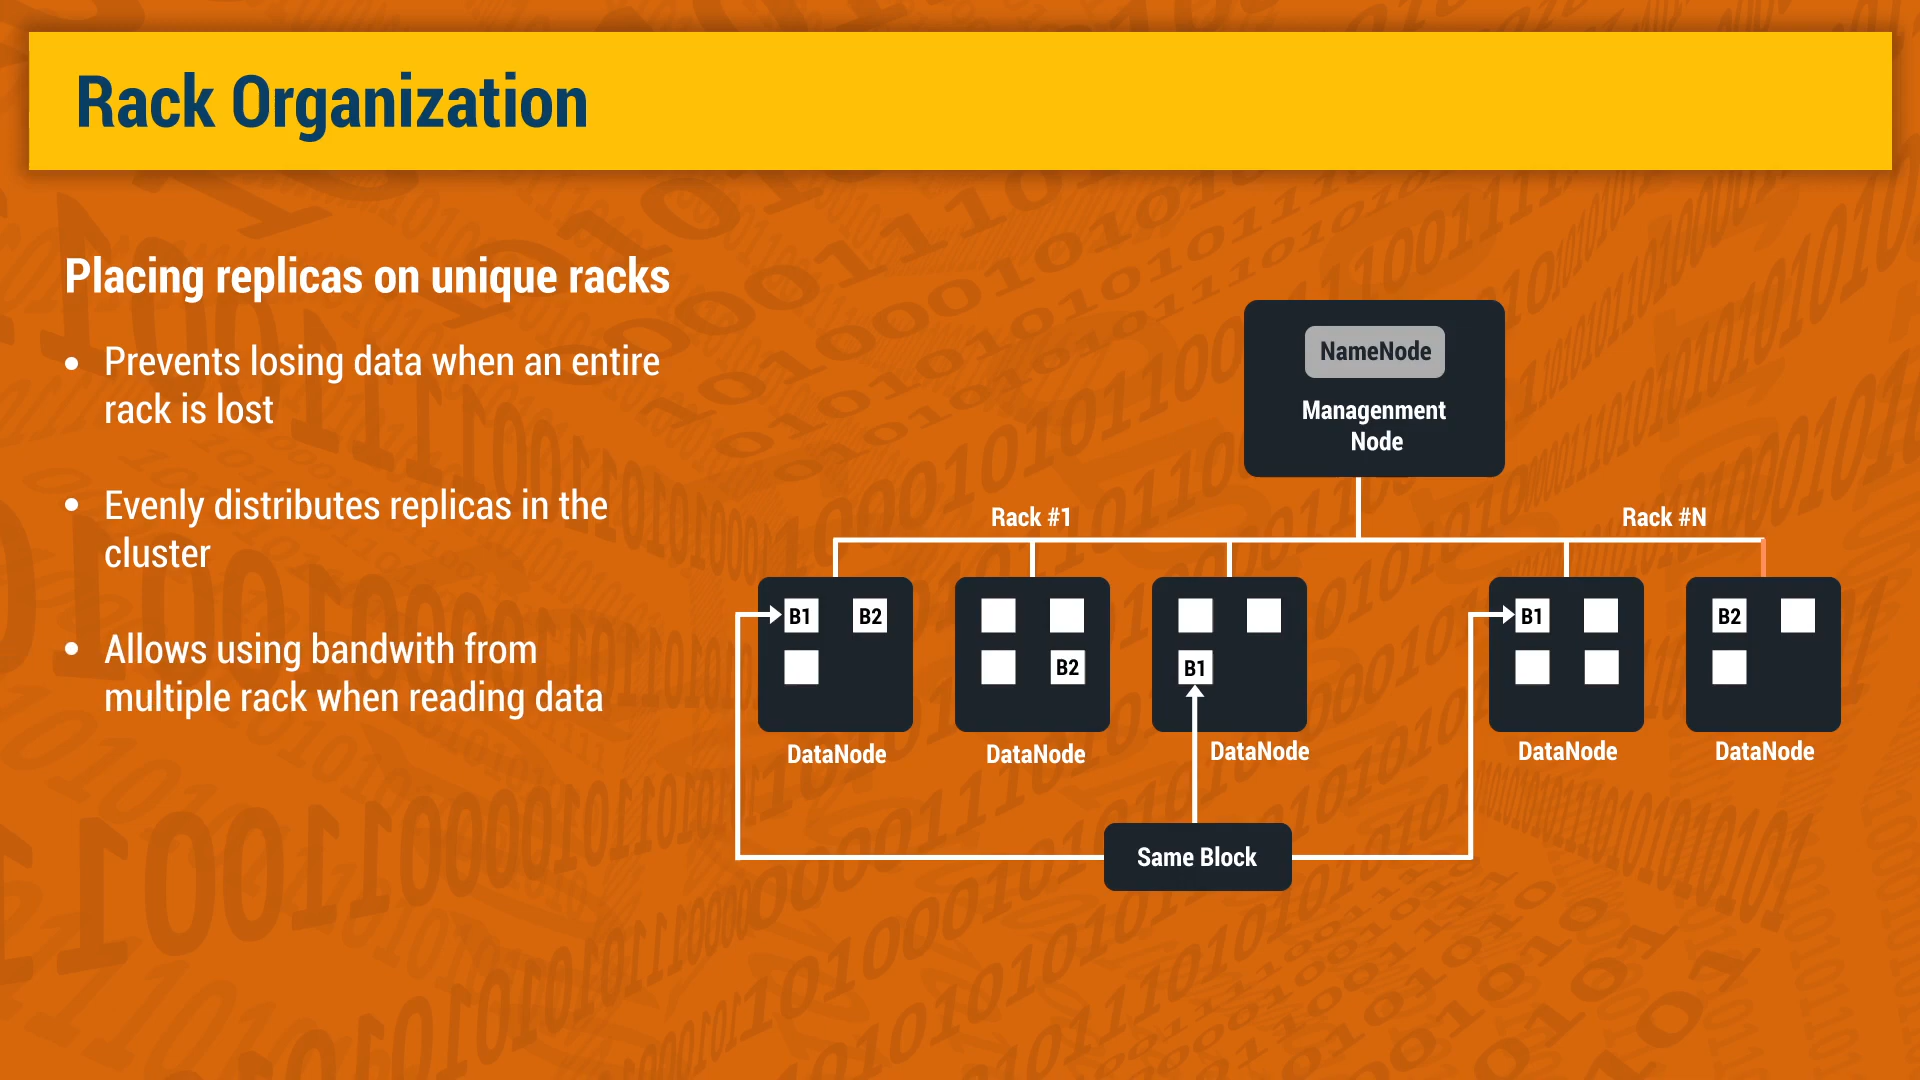 Rack Organization
Placing replicas on unique racks
• Prevents losing data when an entire
rack is lost
• Evenly distributes replicas in the
cluster
• Allows using bandwith from
multiple rack when reading data
NameNode
Managenment
Node
Rack #1
Rack #N
B1 B2
B2
B1
B1
B2
DataNode
DataNode
DataNode
DataNode
DataNode
Same Block